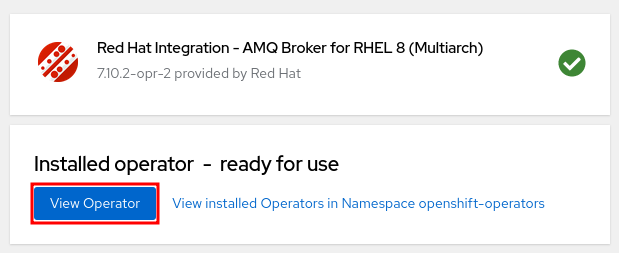 Red Hat Integration - AMQ Broker for RHEL 8 (Multiarch)
7.10.2-opr-2 provided by Red Hat
Installed operator - ready for use
View Operator View installed Operators in Namespace openshift-operators